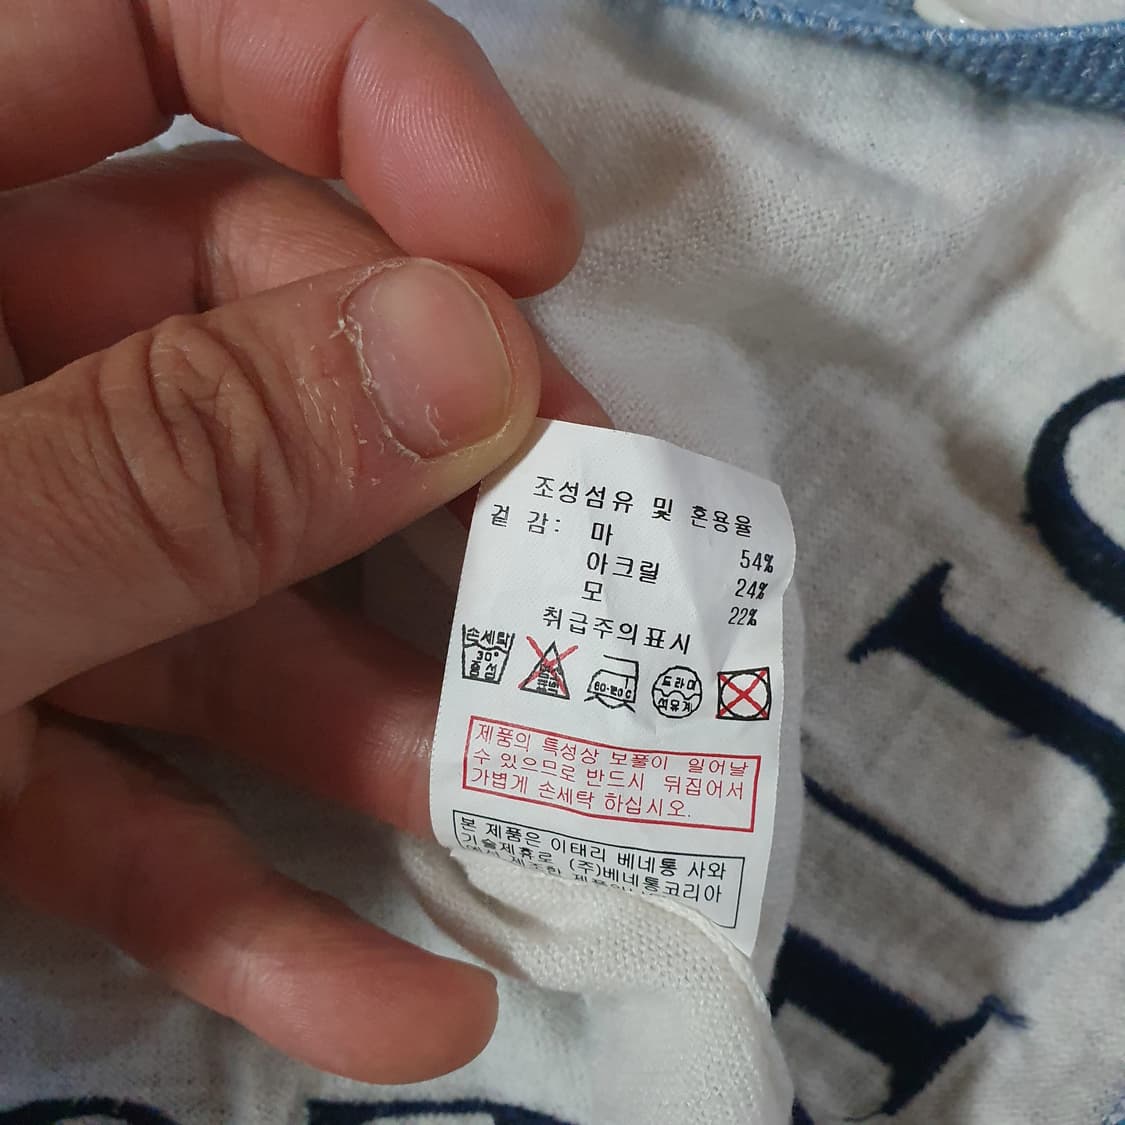 조성섬유 및 혼용율
겉 감: 마 54%
아크릴 24%
모 22%
취급주의표시
손세탁 30° 중성
60-120℃
드라이 석유계
제품의 특성상 보풀이 일어날
수 있으므로 반드시 뒤집어서
가볍게 손세탁 하십시오.
본 제품은 이태리 베네통 사와
기술제휴로 (주)베네통코리아
에서 제조한
U